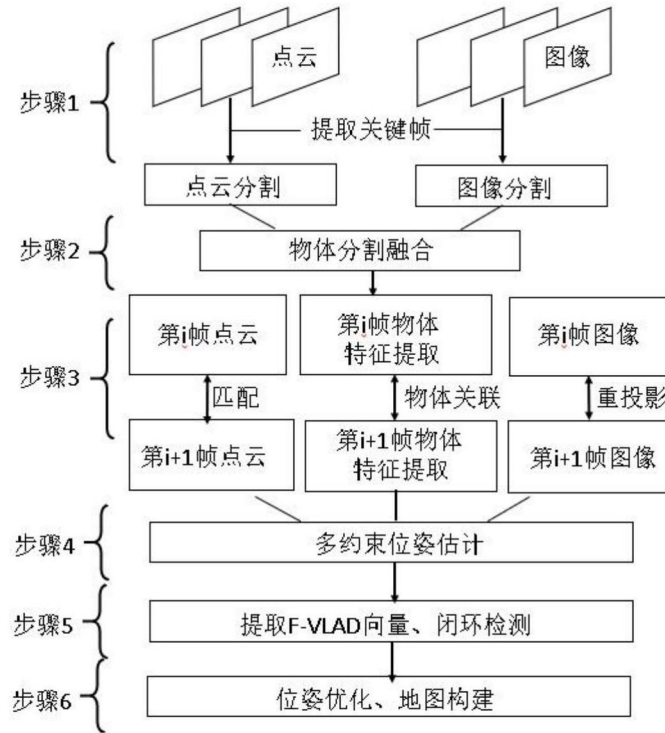 点云
图像
步骤1
提取关键帧
点云分割
图像分割
步骤2
物体分割融合
第i帧点云
第i帧物体
特征提取
第i帧图像
步骤3
匹配
物体关联
重投影
第i+1帧点云
第i+1帧物体
特征提取
第i+1帧图像
步骤4
多约束位姿估计
步骤5
提取F-VLAD向量、闭环检测
步骤6
位姿优化、地图构建